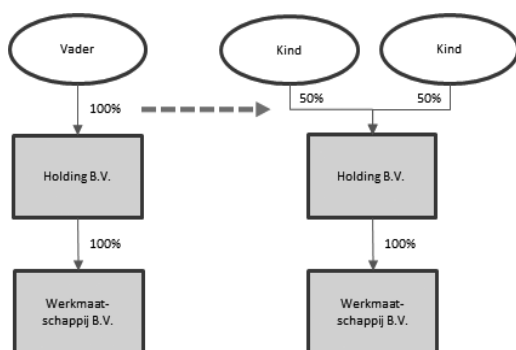 Vader
Kind
Kind
100%
50%
50%
Holding B.V.
Holding B.V.
100%
100%
Werkmaat-
schappij B.V.
Werkmaat-
schappij B.V.